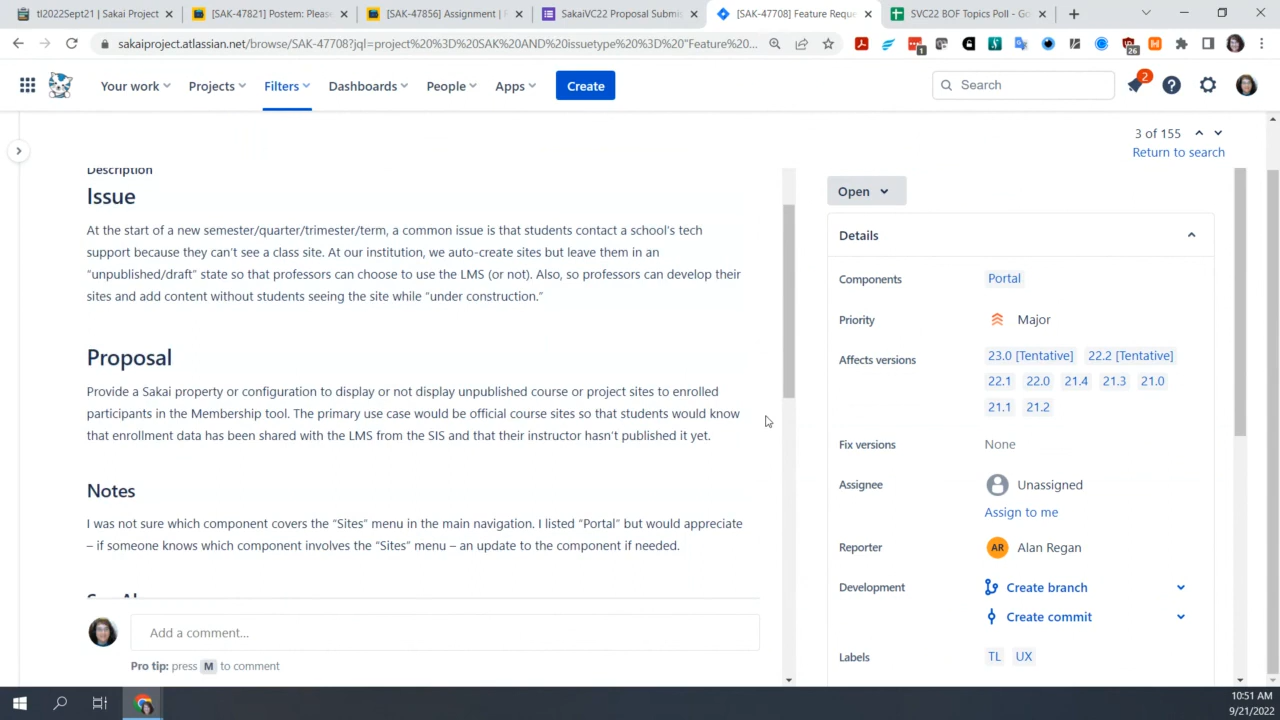 tl2022Sept21 | Sakai Project
[SAK-47821] Postem: Please
[SAK-47856] Assignment | F
SakaiVC22 Proposal Submiss
[SAK-47708] Feature Reque
SVC22 BOF Topics Poll - Go
sakaiproject.atlassian.net/browse/SAK-47708?jql=project%20%3D%20SAK%20AND%20issuetype%20%3D%20"Feature%20...
1
26
Your work
Projects
Filters
Dashboards
People
Apps
Create
Search
2
3 of 155
Return to search
Description
Issue
At the start of a new semester/quarter/trimester/term, a common issue is that students contact a school's tech
support because they can't see a class site. At our institution, we auto-create sites but leave them in an
"unpublished/draft" state so that professors can choose to use the LMS (or not). Also, so professors can develop their
sites and add content without students seeing the site while "under construction."
Proposal
Provide a Sakai property or configuration to display or not display unpublished course or project sites to enrolled
participants in the Membership tool. The primary use case would be official course sites so that students would know
that enrollment data has been shared with the LMS from the SIS and that their instructor hasn't published it yet.
Notes
I was not sure which component covers the "Sites" menu in the main navigation. I listed "Portal" but would appreciate
– if someone knows which component involves the "Sites" menu – an update to the component if needed.
Add a comment...
Pro tip: press M to comment
Open
Details
Components
Portal
Priority
Major
Affects versions
23.0 [Tentative] 22.2 [Tentative]
22.1 22.0 21.4 21.3 21.0
21.1 21.2
Fix versions
None
Assignee
Unassigned
Assign to me
Reporter
AR Alan Regan
Development
Create branch
Create commit
Labels
TL UX
10:51 AM
9/21/2022